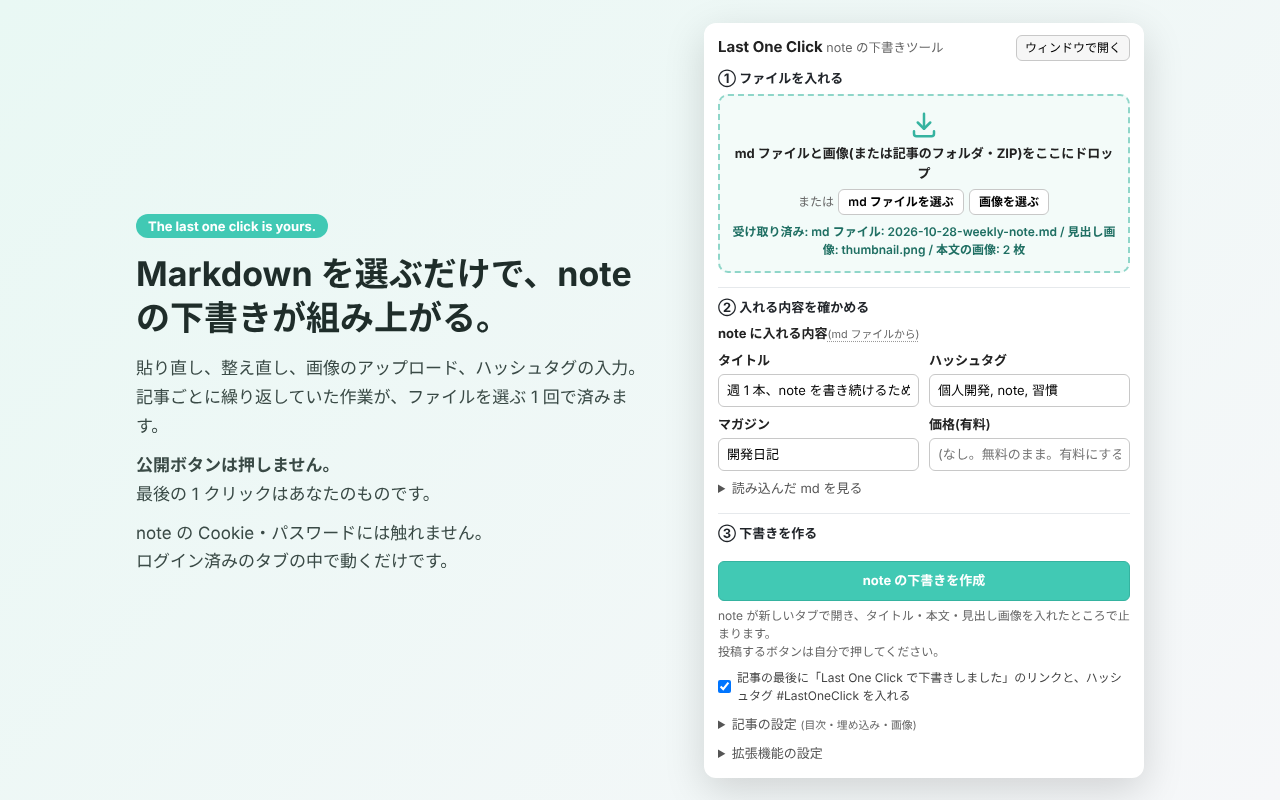 The last one click is yours.
Markdown を選ぶだけで、note
の下書きが組み上がる。
貼り直し、整え直し、画像のアップロード、ハッシュタグの入力。
記事ごとに繰り返していた作業が、ファイルを選ぶ 1 回で済みま
す。
公開ボタンは押しません。
最後の 1 クリックはあなたのものです。
note の Cookie・パスワードには触れません。
ログイン済みのタブの中で動くだけです。
Last One Click note の下書きツール
ウィンドウで開く
① ファイルを入れる
md ファイルと画像(または記事のフォルダ・ZIP)をここにドロッ
プ
または md ファイルを選ぶ 画像を選ぶ
受け取り済み: md ファイル: 2026-10-28-weekly-note.md / 見出し画
像: thumbnail.png / 本文の画像: 2 枚
② 入れる内容を確かめる
note に入れる内容(md ファイルから)
タイトル ハッシュタグ
週 1 本、note を書き続けるため 個人開発, note, 習慣
マガジン 価格(有料)
開発日記 (なし。無料のまま。有料にする
▶ 読み込んだ md を見る
③ 下書きを作る
note の下書きを作成
note が新しいタブで開き、タイトル・本文・見出し画像を入れたところで止
まります。
投稿するボタンは自分で押してください。
記事の最後に「Last One Click で下書きしました」のリンクと、ハッシ
ュタグ #LastOneClick を入れる
▶ 記事の設定 (目次・埋め込み・画像)
▶ 拡張機能の設定